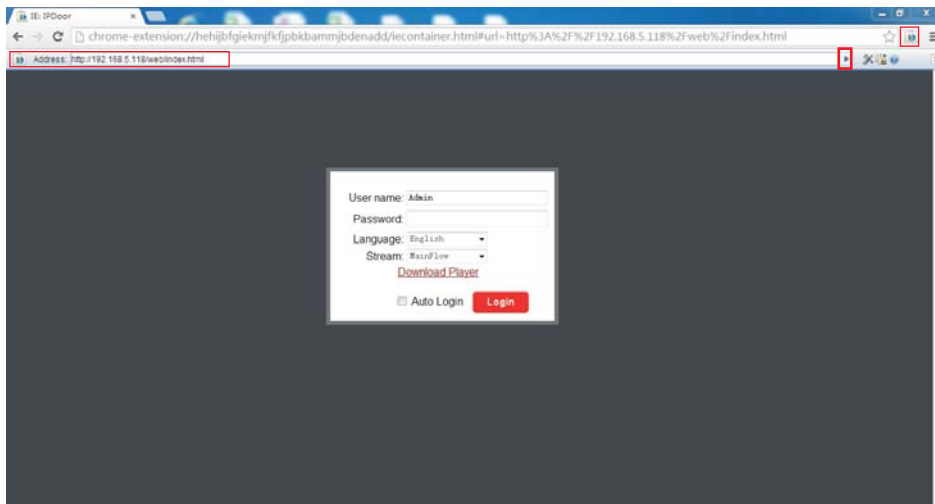 IE: IPDoor
chrome-extension://hehijbfgiekmjfkfjpbkbammjbdenadd/iecontainer.html#url=http%3A%2F%2F192.168.5.118%2Fweb%2Findex.html
Address: http://192.168.5.118/web/index.html
User name: Admin
Password:
Language: English
Stream: MainFlow
Download Player
Auto Login Login